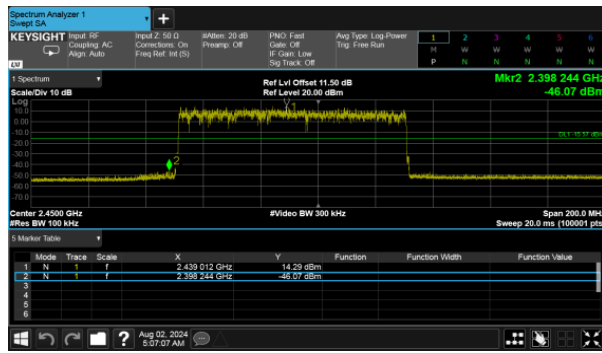 Spectrum Analyzer 1
Swept SA
+
KEYSIGHT Input: RF Input Z: 50 Ω #Atten: 20 dB PNO: Fast Avg Type: Log-Power 1 2 3 4 5 6
Coupling: AC Corrections: On Preamp: Off Gate: Off Trig: Free Run M W W W W W
Align: Auto Freq Ref: Int (S) IF Gain: Low P N N N N N
LXI Sig Track: Off
1 Spectrum Ref Lvl Offset 11.50 dB Mkr2 2.398 244 GHz
Scale/Div 10 dB Ref Level 20.00 dBm -46.07 dBm
Log
10.0 1
0.00
-10.0
-20.0 DL1 -15.57 dBm
-30.0
-40.0 2
-50.0
-60.0
-70.0
Center 2.4500 GHz #Video BW 300 kHz Span 200.0 MHz
#Res BW 100 kHz Sweep 20.0 ms (100001 pts
5 Marker Table
Mode Trace Scale X Y Function Function Width Function Value
1 N 1 f 2.439 012 GHz 14.29 dBm
2 N 1 f 2.398 244 GHz -46.07 dBm
3
4
5
6
? Aug 02, 2024
5:07:07 AM